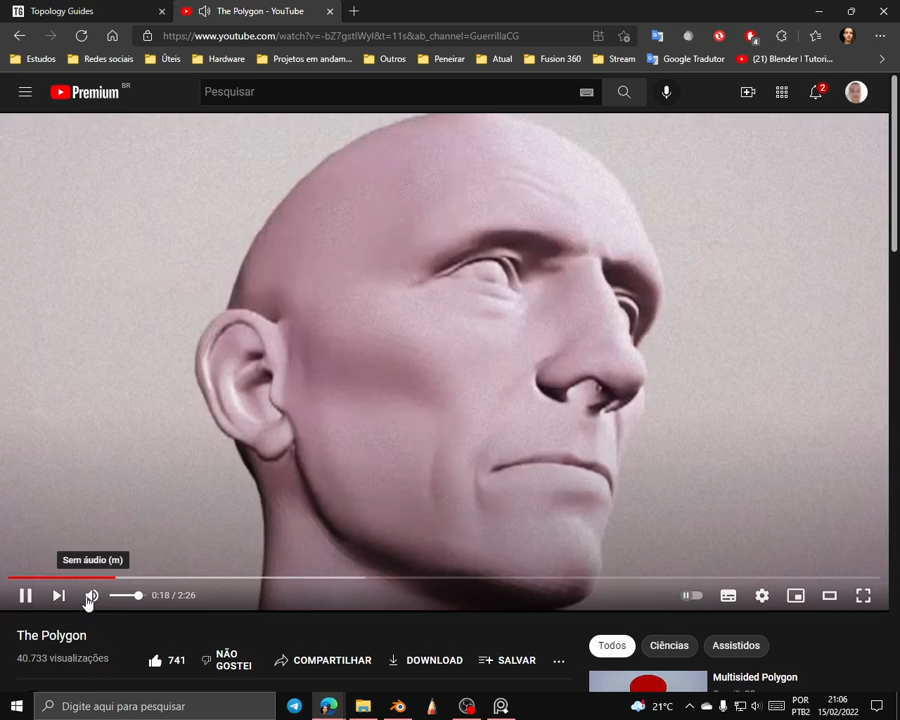 Topology Guides
The Polygon - YouTube
https://www.youtube.com/watch?v=-bZ7gstlWyI&t=11s&ab_channel=GuerrillaCG
Estudos
Redes sociais
Úteis
Hardware
Projetos em andam...
Outros
Peneirar
Atual
Fusion 360
Stream
Google Tradutor
(21) Blender | Tutori...
Premium BR
Pesquisar
2
Sem áudio (m)
0:18 / 2:26
The Polygon
40.733 visualizações
741
NÃO GOSTEI
COMPARTILHAR
DOWNLOAD
SALVAR
Todos
Ciências
Assistidos
Multisided Polygon
Digite aqui para pesquisar
21°C
POR
PTB2
21:06
15/02/2022